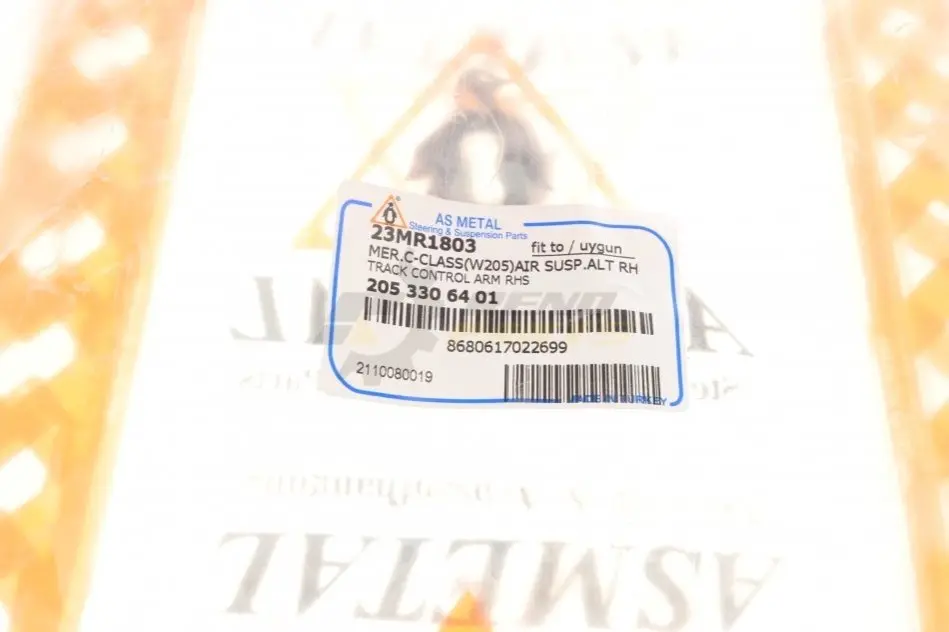 AS METAL
Steering & Suspension Parts
23MR1803
fit to / uygun
MER.C-CLASS(W205)AIR SUSP.ALT RH
TRACK CONTROL ARM RHS
205 330 64 01
8680617022699
2110080019
MADE IN TURKEY
ASMETAL